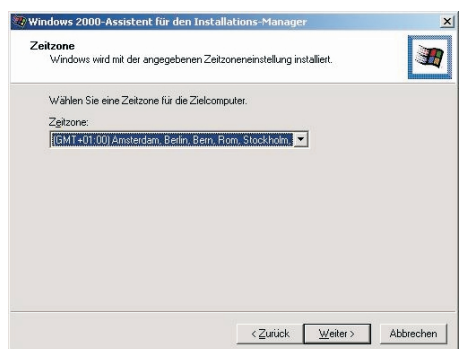 Windows 2000-Assistent für den Installations-Manager
Zeitzone
Windows wird mit der angegebenen Zeitzoneneinstellung installiert.
Wählen Sie eine Zeitzone für die Zielcomputer.
Zeitzone:
(GMT+01:00) Amsterdam, Berlin, Bern, Rom, Stockholm,
< Zurück Weiter > Abbrechen